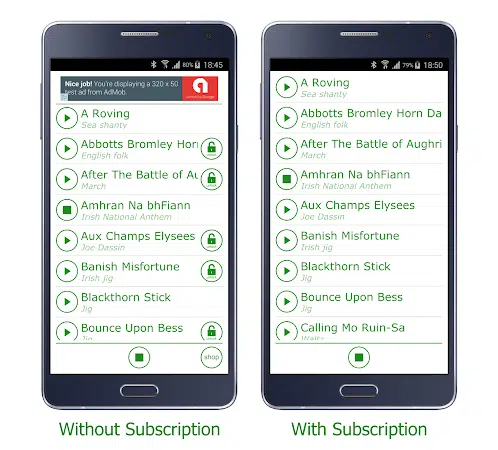 80% 18:45
Nice job! You're displaying a 320 x 50
test ad from AdMob.
A Roving
Sea shanty
Abbotts Bromley Horn
English folk
After The Battle of Au
March
Amhran Na bhFiann
Irish National Anthem
Aux Champs Elysees
Joe Dassin
Banish Misfortune
Irish jig
Blackthorn Stick
Jig
Bounce Upon Bess
Jig
shop
Without Subscription
79% 18:50
A Roving
Sea shanty
Abbotts Bromley Horn Da
English folk
After The Battle of Aughri
March
Amhran Na bhFiann
Irish National Anthem
Aux Champs Elysees
Joe Dassin
Banish Misfortune
Irish jig
Blackthorn Stick
Jig
Bounce Upon Bess
Jig
Calling Mo Ruin-Sa
Waltz
With Subscription